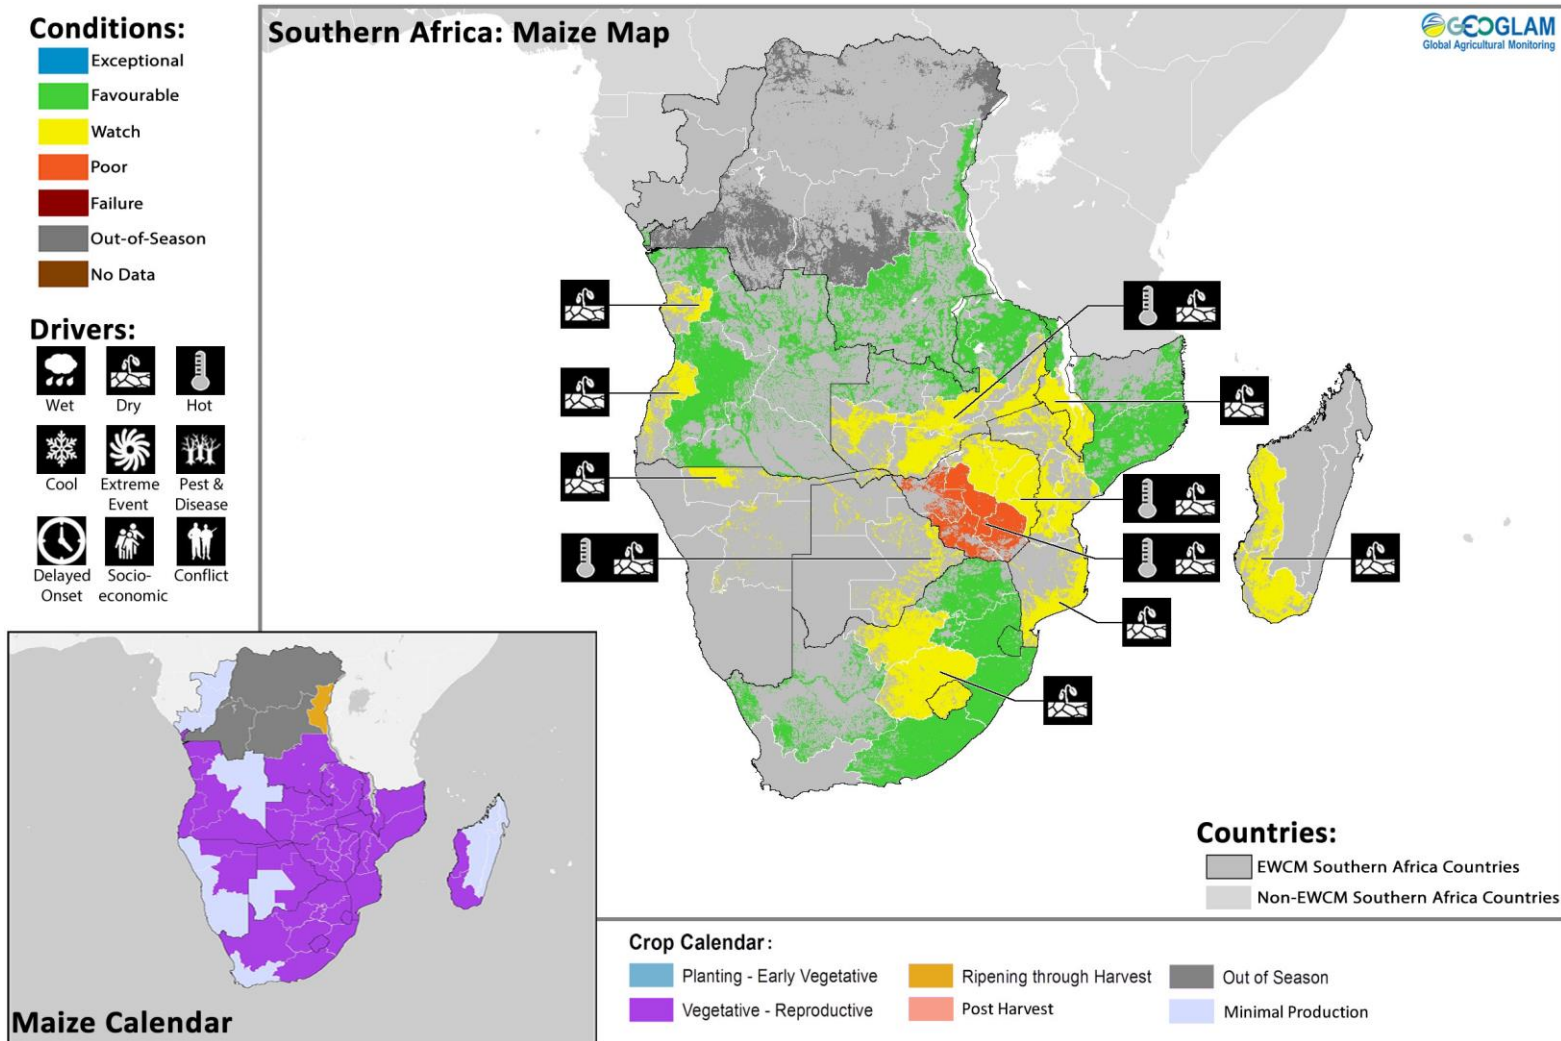 Conditions:
Exceptional
Favourable
Watch
Poor
Failure
Out-of-Season
No Data
Drivers:
Wet
Dry
Hot
Cool
Extreme
Event
Pest &
Disease
Delayed
Onset
Socio-
economic
Conflict
Southern Africa: Maize Map
GEOGLAM
Global Agricultural Monitoring
Countries:
EWCM Southern Africa Countries
Non-EWCM Southern Africa Countries
Maize Calendar
Crop Calendar:
Planting - Early Vegetative
Vegetative - Reproductive
Ripening through Harvest
Post Harvest
Out of Season
Minimal Production